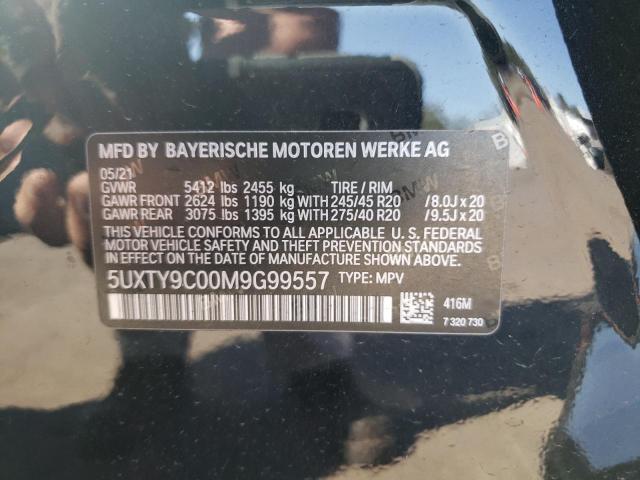 MFD BY BAYERISCHE MOTOREN WERKE AG
05/21
GVWR 5412 lbs 2455 kg TIRE / RIM
GAWR FRONT 2624 lbs 1190 kg WITH 245/45 R20 /8.0J x 20
GAWR REAR 3075 lbs 1395 kg WITH 275/40 R20 /9.5J x 20
THIS VEHICLE CONFORMS TO ALL APPLICABLE U. S. FEDERAL
MOTOR VEHICLE SAFETY, BUMPER, AND THEFT PREVENTION
STANDARDS IN EFFECT ON THE DATE OF MANUFACTURE SHOWN
ABOVE.
5UXTY9C00M9G99557 TYPE: MPV
416M
7 320 730